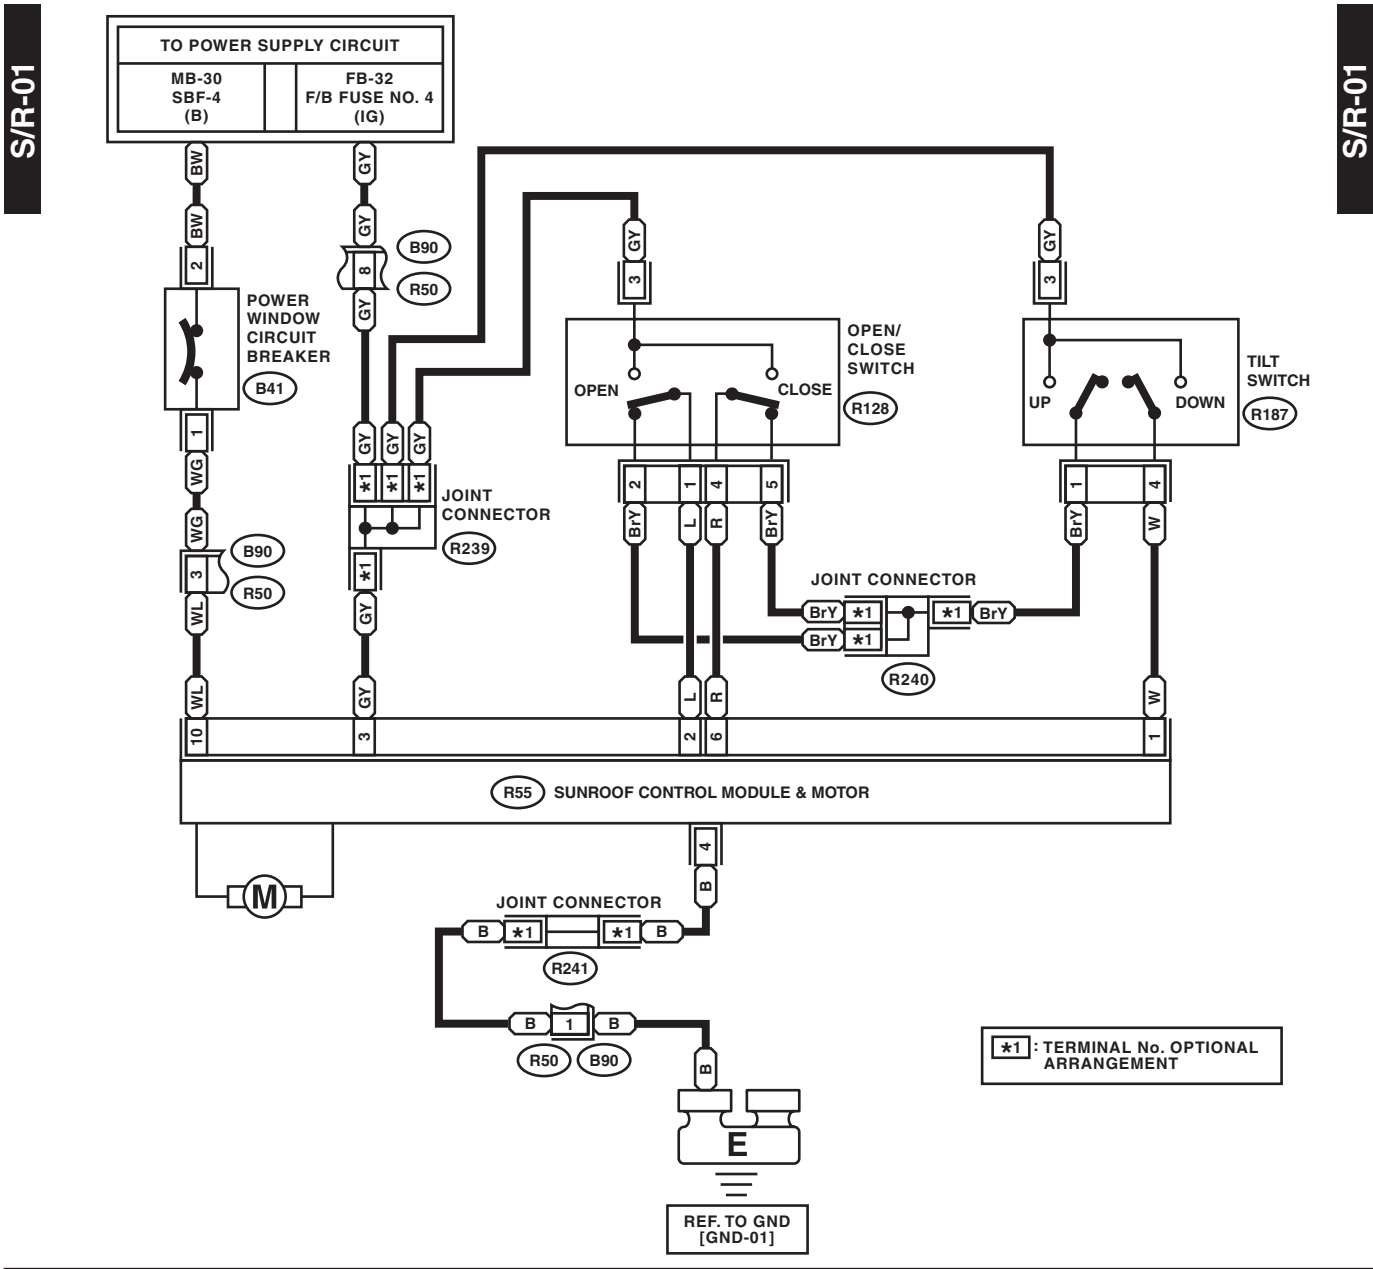 S/R-01
S/R-01
TO POWER SUPPLY CIRCUIT
MB-30
SBF-4
(B)
FB-32
F/B FUSE NO. 4
(IG)
BW
GY
BW
GY
B90
GY
GY
2
8
3
3
R50
GY
POWER
WINDOW
CIRCUIT
BREAKER
B41
OPEN/
CLOSE
SWITCH
R128
OPEN
CLOSE
TILT
SWITCH
R187
UP
DOWN
1
GY
GY
GY
WG
*1
*1
*1
2
1
4
5
1
4
JOINT
CONNECTOR
R239
WG
BrY
L
R
BrY
BrY
W
B90
3
R50
*1
JOINT CONNECTOR
WL
GY
BrY
*1
*1
BrY
BrY
*1
R240
WL
GY
L
R
W
10
3
2
6
1
R55
SUNROOF CONTROL MODULE & MOTOR
4
M
B
JOINT CONNECTOR
B
*1
*1
B
R241
B
1
B
R50
B90
*1
: TERMINAL No. OPTIONAL
ARRANGEMENT
B
E
REF. TO GND
[GND-01]